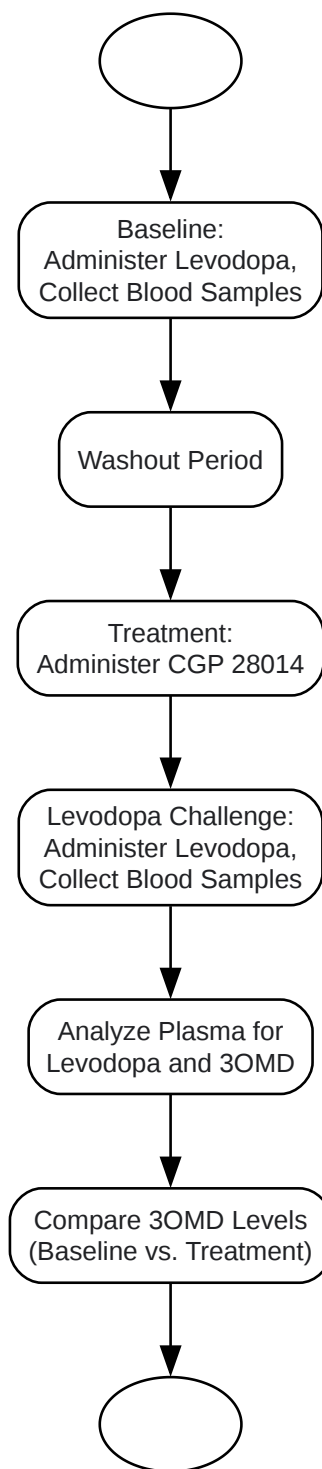 Baseline:
Administer Levodopa,
Collect Blood Samples
Washout Period
Treatment:
Administer CGP 28014
Levodopa Challenge:
Administer Levodopa,
Collect Blood Samples
Analyze Plasma for
Levodopa and 3OMD
Compare 3OMD Levels
(Baseline vs. Treatment)